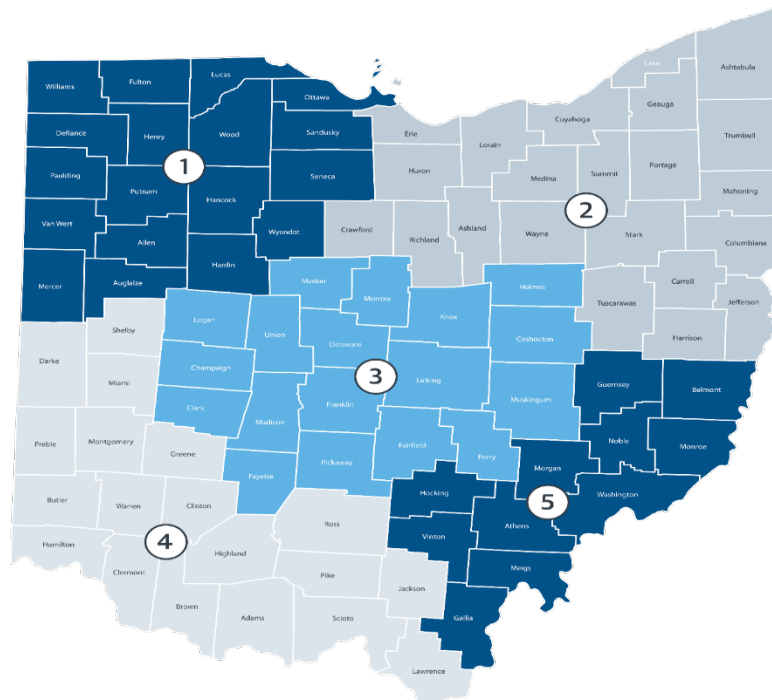 Williams
Fulton
Lucas
Ottawa
Defiance
Henry
Wood
Sandusky
Paulding
1
Putnam
Hancock
Seneca
Van Wert
Allen
Wyandot
Mercer
Auglaize
Hardin
Lake
Ashtabula
Geauga
Cuyahoga
Erie
Lorain
Trumbull
Huron
Medina
Summit
Portage
Mahoning
2
Crawford
Richland
Ashland
Wayne
Stark
Columbiana
Carroll
Tuscarawas
Jefferson
Harrison
Marion
Morrow
Knox
Holmes
Logan
Union
Delaware
Coshocton
Champaign
3
Licking
Clark
Madison
Franklin
Muskingum
Fairfield
Perry
Pickaway
Fayette
Shelby
Darke
Miami
Preble
Montgomery
Greene
Butler
Warren
Clinton
Ross
4
Hamilton
Highland
Clermont
Pike
Jackson
Brown
Adams
Scioto
Lawrence
Guernsey
Belmont
Noble
Monroe
Morgan
Washington
Hocking
5
Athens
Vinton
Meigs
Gallia